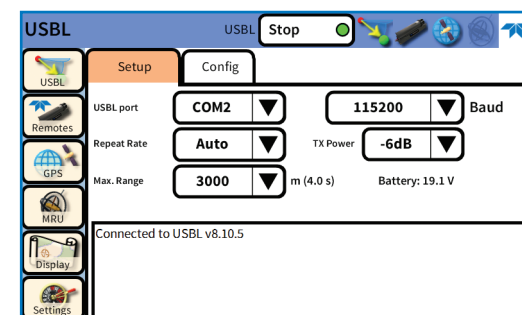 USBL
USBL Stop
USBL
Setup Config
USBL port COM2 115200 Baud
Remotes
Repeat Rate Auto TX Power -6dB
GPS
Max. Range 3000 m (4.0 s) Battery: 19.1 V
MRU
Connected to USBL v8.10.5
Display
Settings